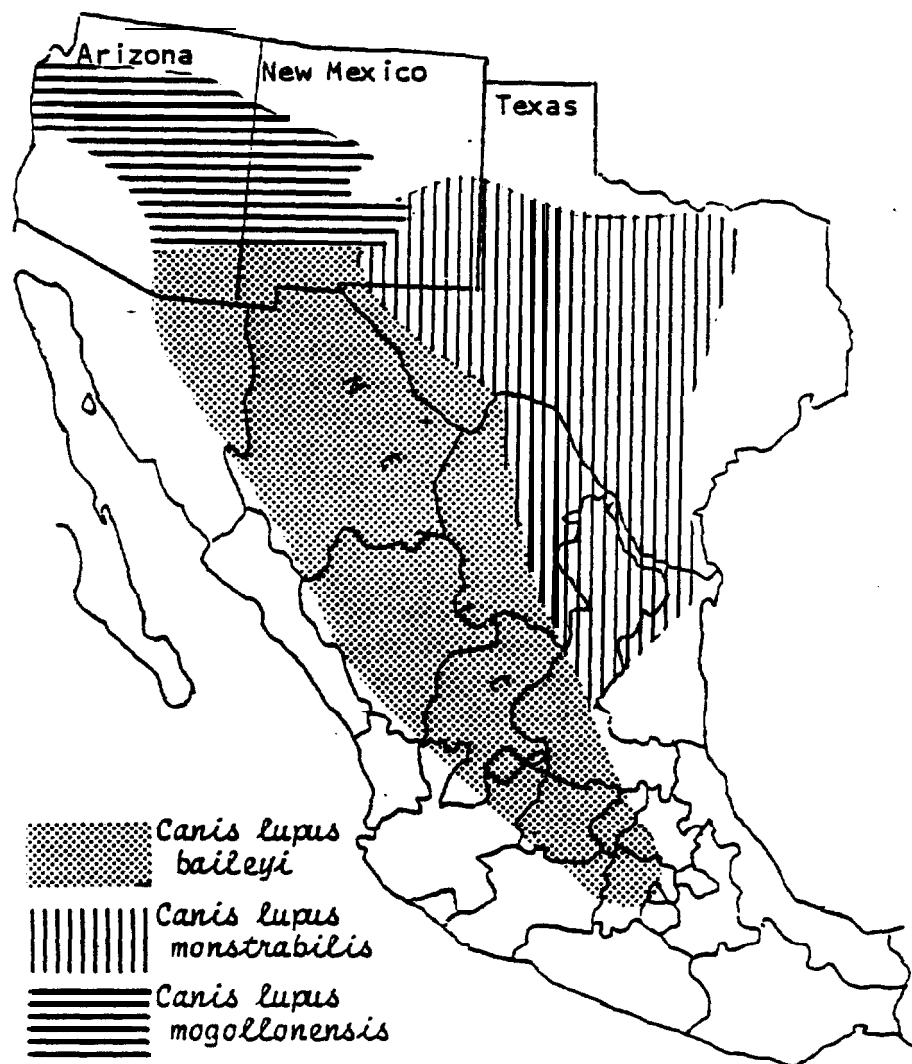 Arizona
New Mexico
Texas
Canis lupus
baileyi
Canis lupus
monstrabilis
Canis lupus
mogollonensis